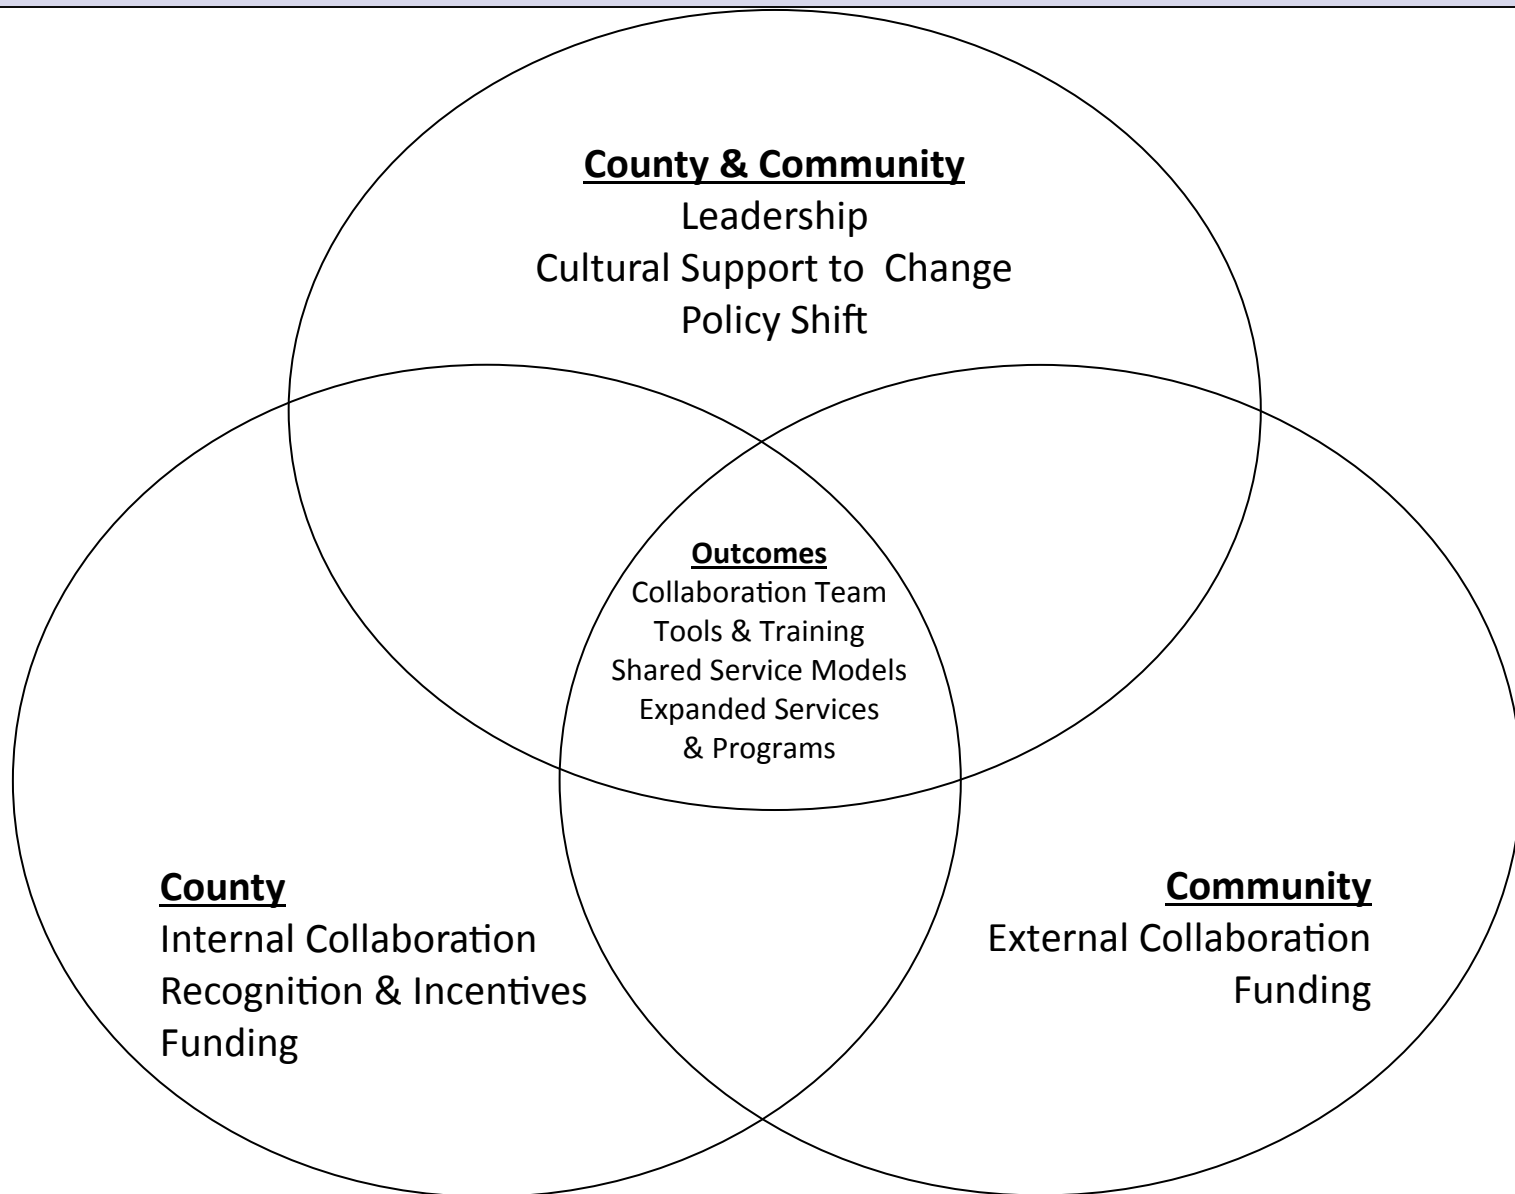 County & Community
Leadership
Cultural Support to  Change
Policy Shift
Outcomes
Collaboration Team
Tools & Training
Shared Service Models
Expanded Services
& Programs
County
Internal Collaboration
Recognition & Incentives
Funding
Community
External Collaboration
Funding